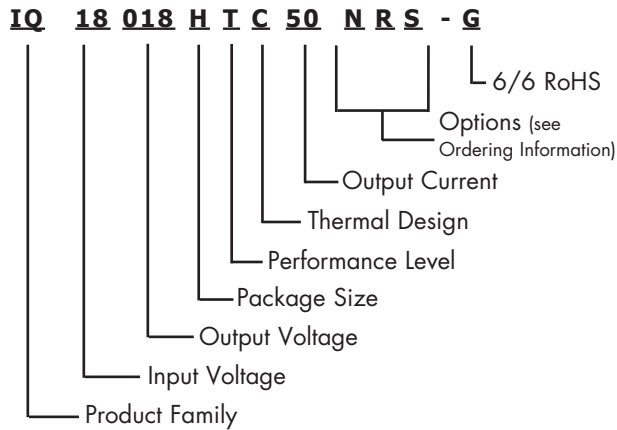 IQ 18 018 H T C 50 N R S - G
6/6 RoHS
Options (see
Ordering Information)
Output Current
Thermal Design
Performance Level
Package Size
Output Voltage
Input Voltage
Product Family